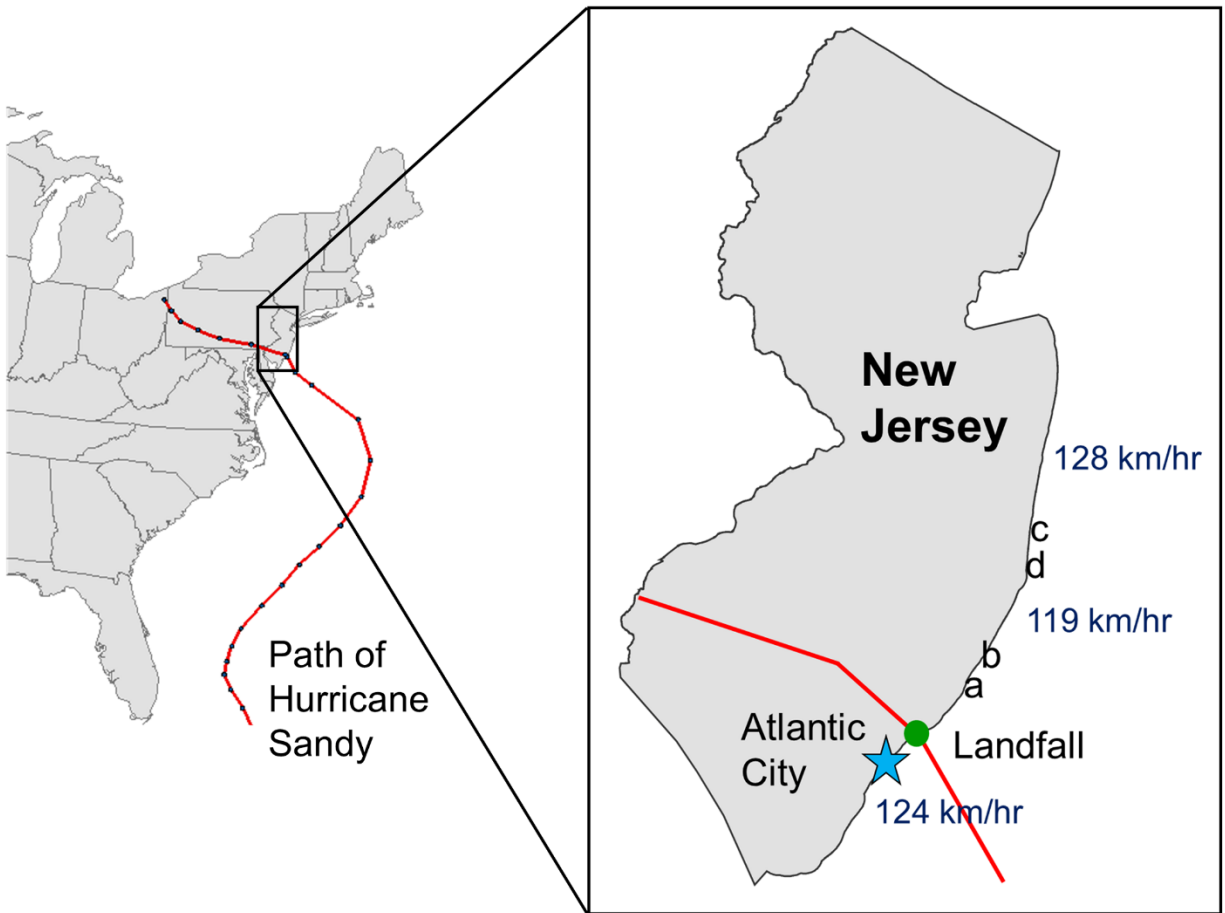 Path of
Hurricane
Sandy
New
Jersey
128 km/hr
c
d
119 km/hr
b
a
Atlantic
City
Landfall
124 km/hr